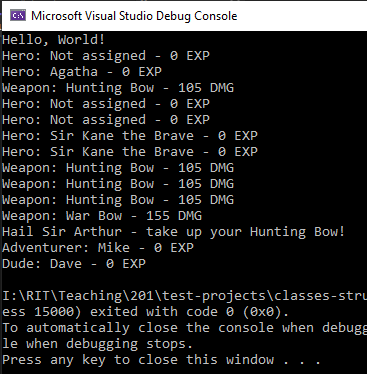 Microsoft Visual Studio Debug Console
Hello, World!
Hero: Not assigned - 0 EXP
Hero: Agatha - 0 EXP
Weapon: Hunting Bow - 105 DMG
Hero: Not assigned - 0 EXP
Hero: Not assigned - 0 EXP
Hero: Sir Kane the Brave - 0 EXP
Hero: Sir Kane the Brave - 0 EXP
Weapon: Hunting Bow - 105 DMG
Weapon: Hunting Bow - 105 DMG
Weapon: Hunting Bow - 105 DMG
Weapon: War Bow - 155 DMG
Hail Sir Arthur - take up your Hunting Bow!
Adventurer: Mike - 0 EXP
Dude: Dave - 0 EXP
I:\RIT\Teaching\201\test-projects\classes-stru
ess 15000) exited with code 0 (0x0).
To automatically close the console when debugg
le when debugging stops.
Press any key to close this window . . .